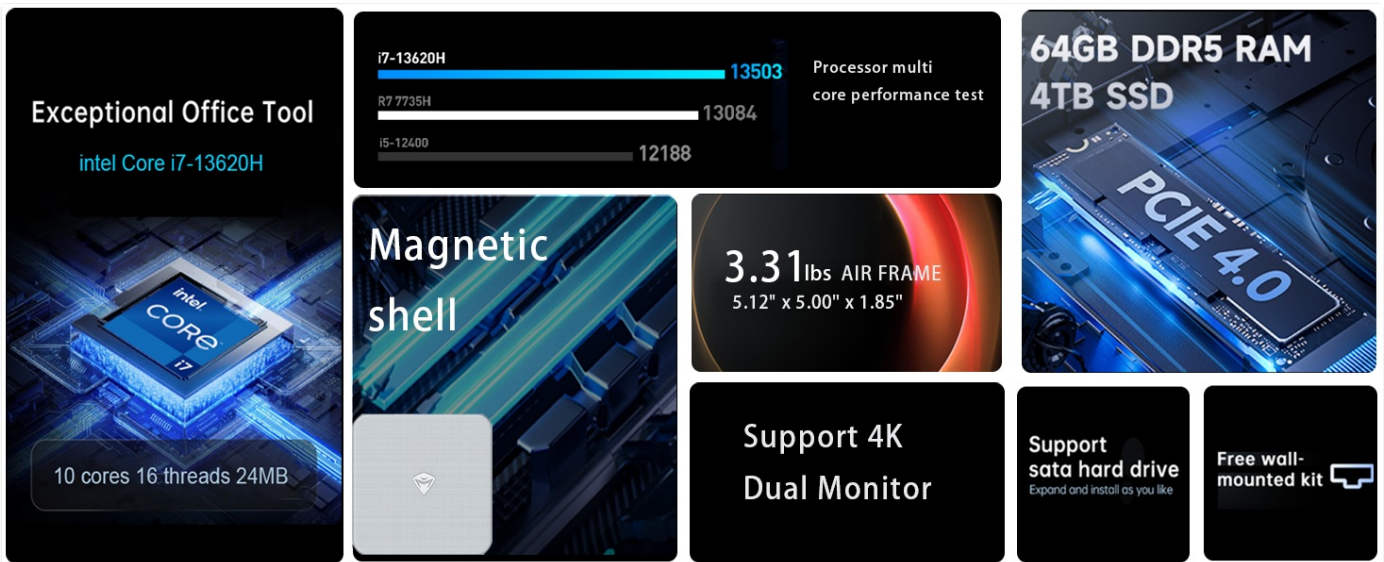 Exceptional Office Tool
intel Core i7-13620H
intel.
CORE
i7
10 cores 16 threads 24MB
i7-13620H
13503
R7 7735H
13084
i5-12400
12188
Processor multi
core performance test
Magnetic
shell
3.31lbs AIR FRAME
5.12" x 5.00" x 1.85"
64GB DDR5 RAM
4TB SSD
PCIE 4.0
Support 4K
Dual Monitor
Support
sata hard drive
Expand and install as you like
Free wall-
mounted kit